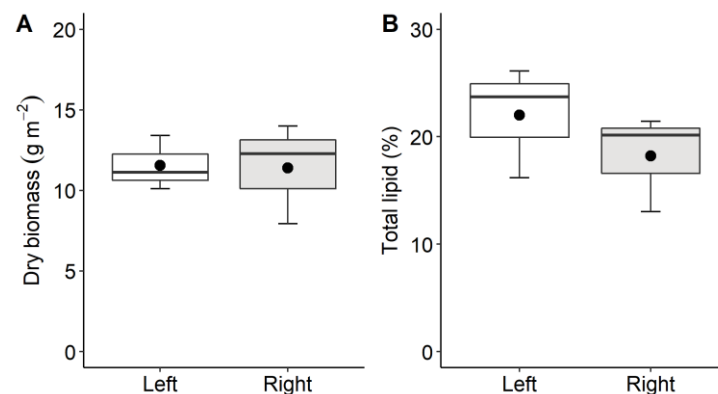 A
Dry biomass (g m⁻²)
20
15
10
5
0
Left Right
B
Total lipid (%)
30
20
10
0
Left Right